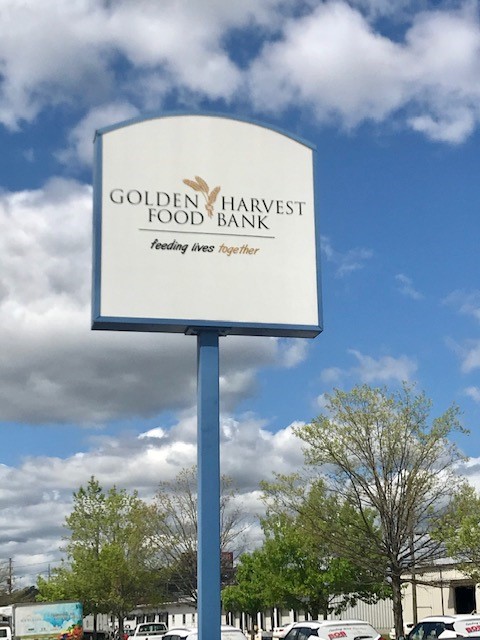 GOLDEN HARVEST
FOOD BANK
feeding lives together